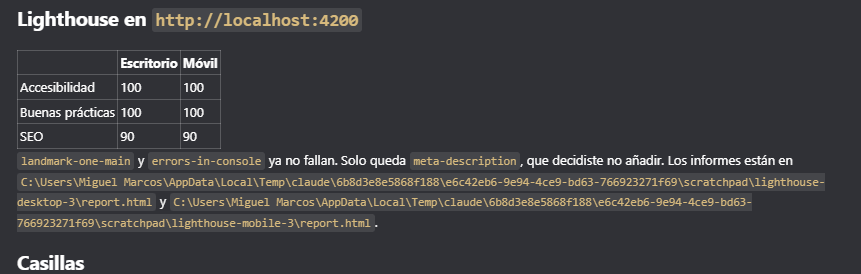 Lighthouse en http://localhost:4200
Escritorio Móvil
Accesibilidad 100 100
Buenas prácticas 100 100
SEO 90 90
landmark-one-main y errors-in-console ya no fallan. Solo queda meta-description, que decidiste no añadir. Los informes están en
C:\Users\Miguel Marcos\AppData\Local\Temp\claude\6b8d3e8e5868f188\e6c42eb6-9e94-4ce9-bd63-766923271f69\scratchpad\lighthouse-
desktop-3\report.html y C:\Users\Miguel Marcos\AppData\Local\Temp\claude\6b8d3e8e5868f188\e6c42eb6-9e94-4ce9-bd63-
766923271f69\scratchpad\lighthouse-mobile-3\report.html.
Casillas